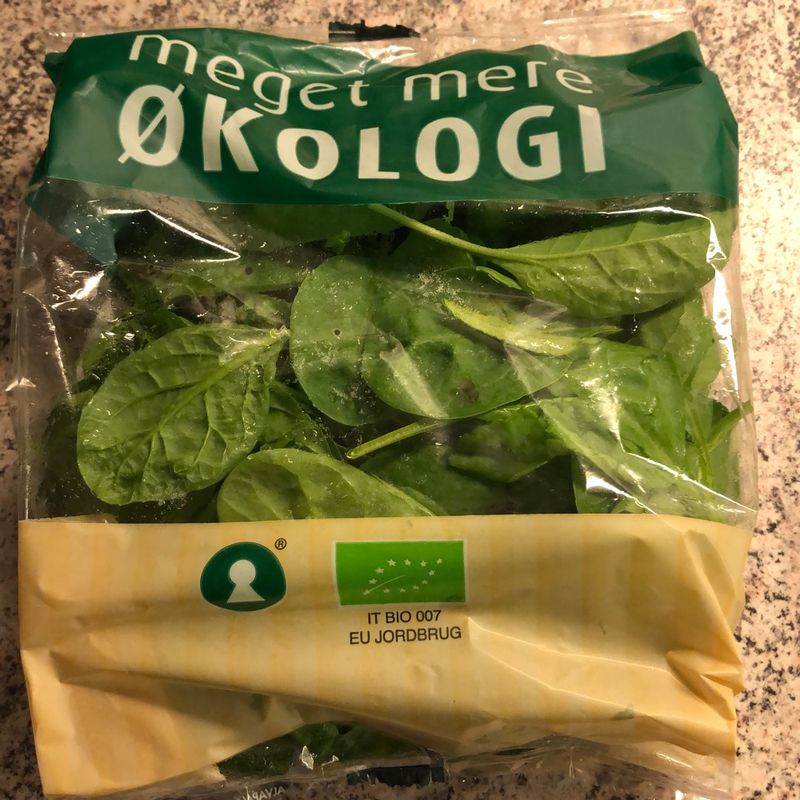 meget mere
ØKOLOGI
®
IT BIO 007
EU JORDBRUG